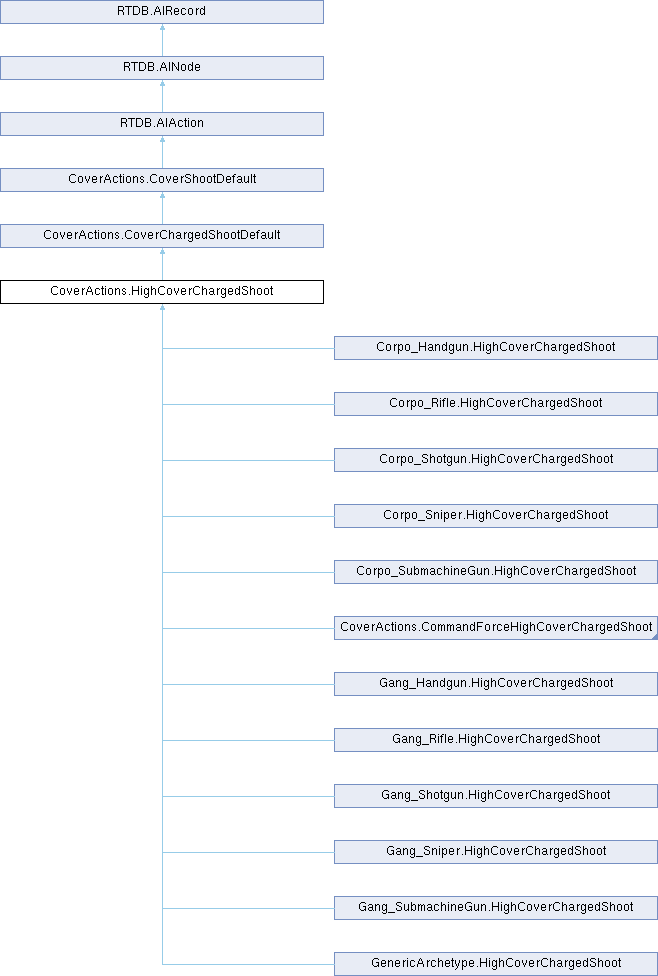 RTDB.AIRecord
RTDB.AINode
RTDB.AIAction
CoverActions.CoverShootDefault
CoverActions.CoverChargedShootDefault
CoverActions.HighCoverChargedShoot
Corpo_Handgun.HighCoverChargedShoot
Corpo_Rifle.HighCoverChargedShoot
Corpo_Shotgun.HighCoverChargedShoot
Corpo_Sniper.HighCoverChargedShoot
Corpo_SubmachineGun.HighCoverChargedShoot
CoverActions.CommandForceHighCoverChargedShoot
Gang_Handgun.HighCoverChargedShoot
Gang_Rifle.HighCoverChargedShoot
Gang_Shotgun.HighCoverChargedShoot
Gang_Sniper.HighCoverChargedShoot
Gang_SubmachineGun.HighCoverChargedShoot
GenericArchetype.HighCoverChargedShoot